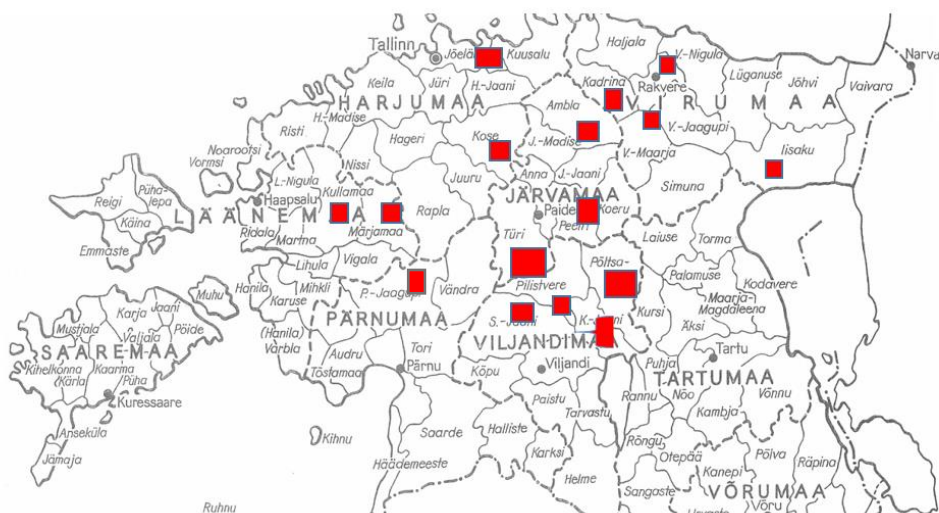 Tallinn
Jõelä
Kuusalu
Haljala
V.-Nigula
Narva
Keila
Jüri
H.-Jaani
Kadrina
Rakvere
Lüganuse
Jõhvi
Vaivara
HARJUMAA
Ambla
VIRUMAA
H.-Madise
Risti
Hageri
Kose
J.-Madise
V.-Jaagupi
Noarootsi
Vormsi
Nissi
Juuru
Anna
J.-Jaani
V.-Maarja
Iisaku
L.-Nigula
Kullamaa
Simuna
Reigi
Pühalepa
Käina
Emmaste
Haapsalu
LÄÄNEMA
Rapla
JÄRVAMAA
Paide
Koeru
Peetri
Ridala
Martna
Märjamaa
Türi
Laiuse
Torma
Lihula
Vigala
Põltsa-
Palamuse
Kodavere
Hanila
Mihkli
Karuse
P.-Jaagupi
Vändra
Pilistvere
Kursi
Maarja-
Magdaleena
Muhu
Karja
Jaani
Mustjala
Valjala
Pöide
PÄRNUMAA
S.-Jaani
Äksi
(Hanila)
Varbla
SAAREMAA
VILJANDIMAA
Kihelkonna
Kaarma
Kärla
Püha
Audru
Tori
Tõstamaa
Pärnu
Kõpu
Viljandi
Puhja
Tartu
TARTUMAA
Kuressaare
Paistu
Tarvastu
Rannu
Nõo
Võnnu
Kambja
Anseküla
Jämaja
Kihnu
Saarde
Halliste
Rõngu
Otepää
Karksi
Häädemeeste
Helme
Kanepi
Põlva
Räpina
Sangaste
VÕRUMAA
Ruhnu
Võru